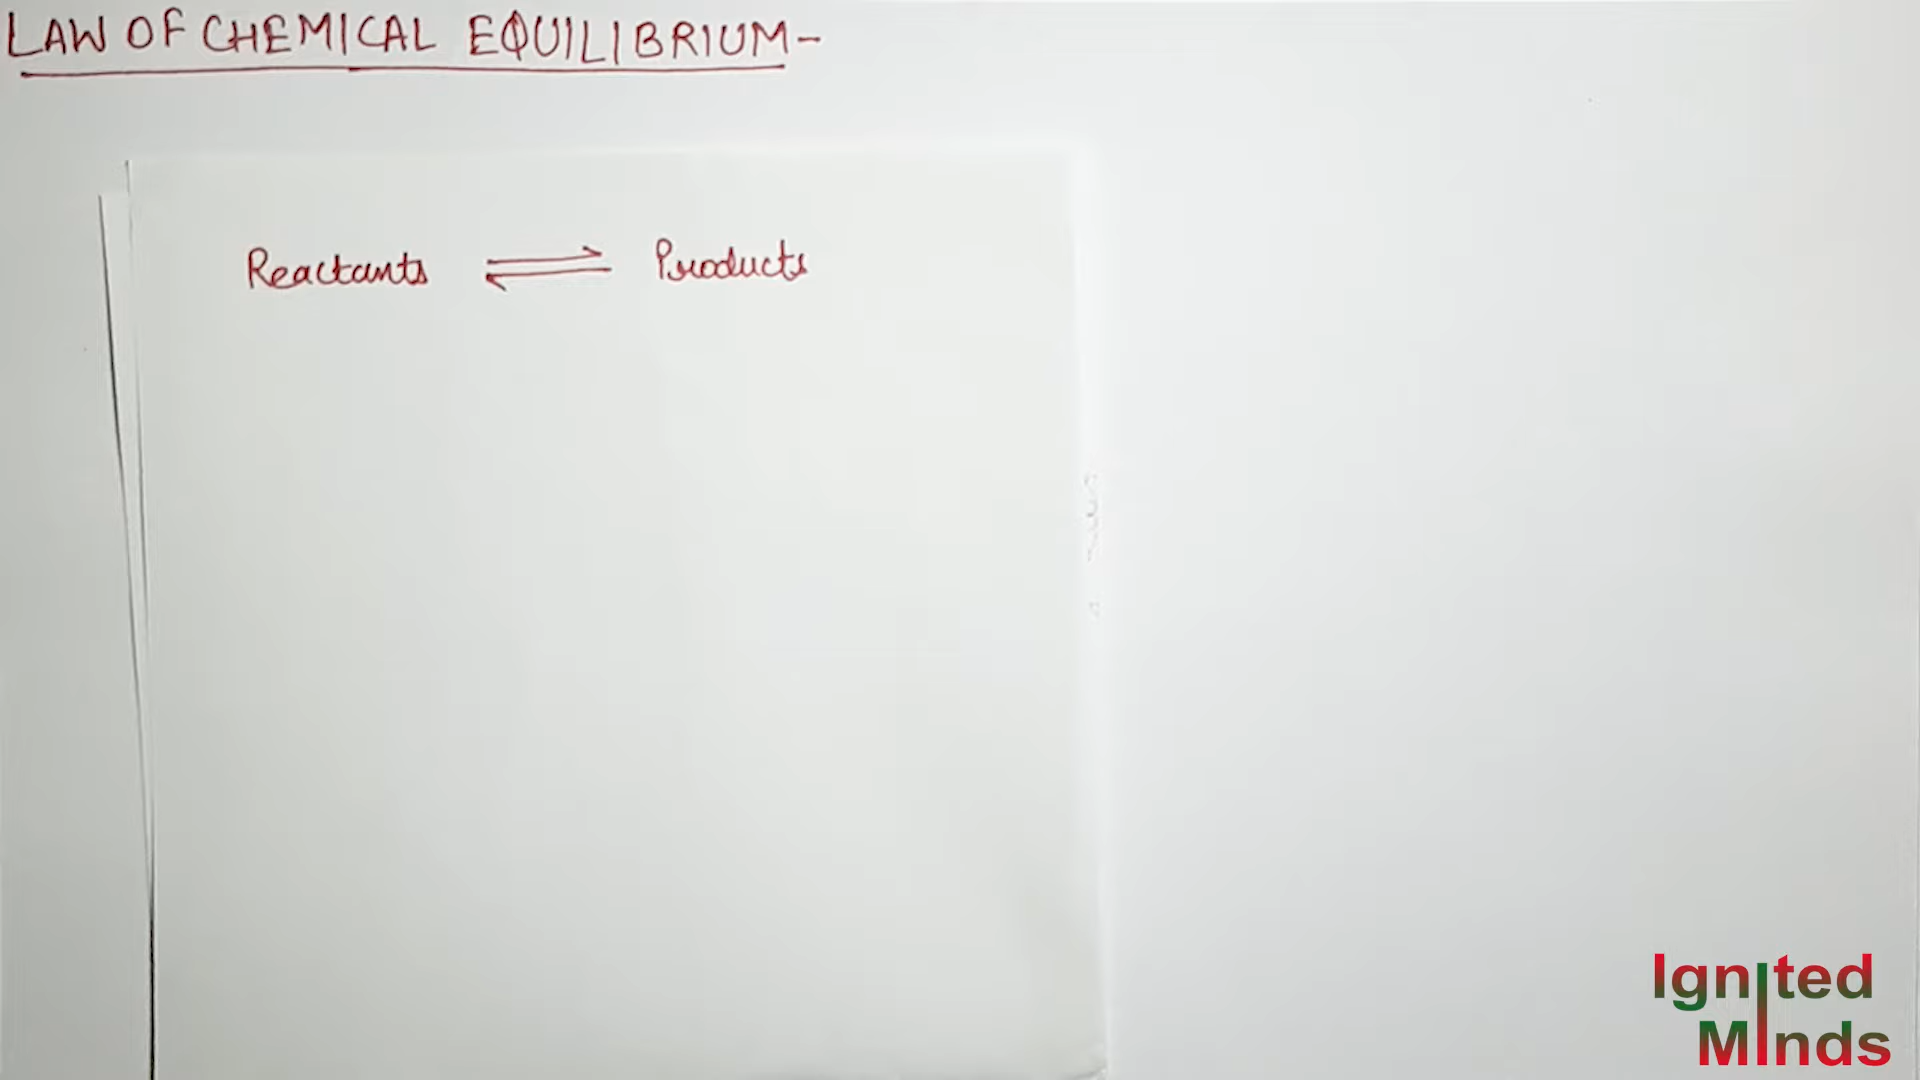 LAW OF CHEMICAL EQUILIBRIUM-
Reactants ⇌ Products
Ignited
Minds